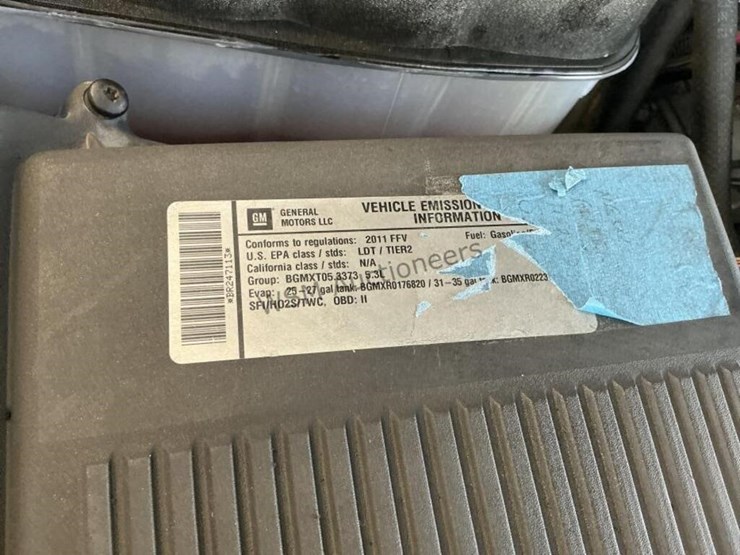 GM GENERAL MOTORS LLC
VEHICLE EMISSION
INFORMATION
Conforms to regulations: 2011 FFV Fuel:
U.S. EPA class / stds: LDT / TIER2
California class / stds: N/A
Group: BGMXT05.3373 5.3L
Evap: 25-27 gal tank: BGMXR0176820 / 31-35 gal BGMXR0223
SFI/HO2S/TWC, OBD: II
*BR247113*